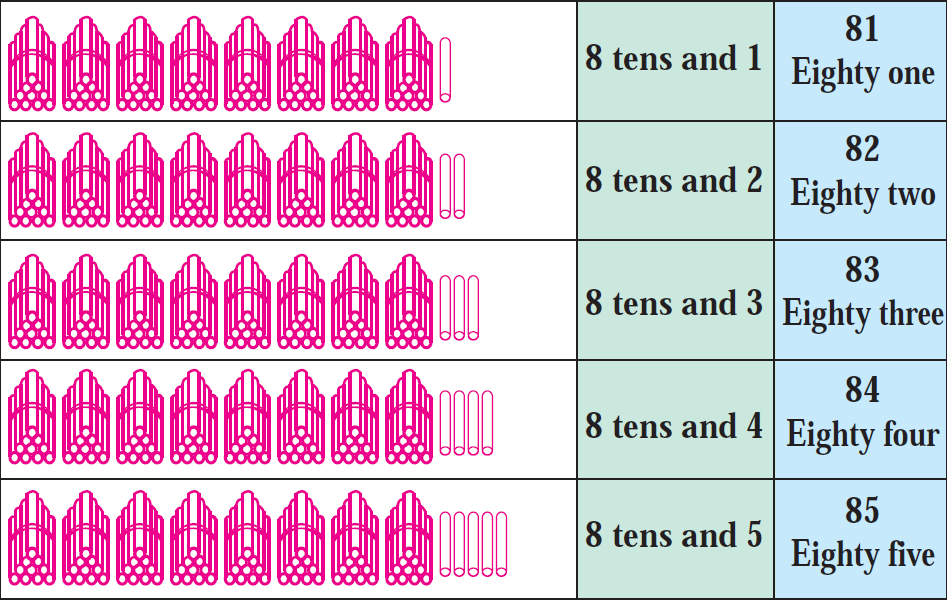 8 tens and 1
81
Eighty one
8 tens and 2
82
Eighty two
8 tens and 3
83
Eighty three
8 tens and 4
84
Eighty four
8 tens and 5
85
Eighty five